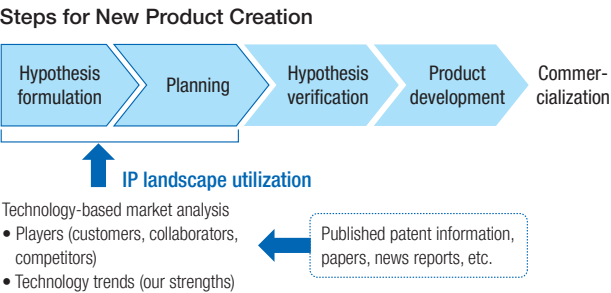 Steps for New Product Creation
Hypothesis
formulation
Planning
Hypothesis
verification
Product
development
Commer-
cialization
IP landscape utilization
Technology-based market analysis
• Players (customers, collaborators,
competitors)
• Technology trends (our strengths)
Published patent information,
papers, news reports, etc.